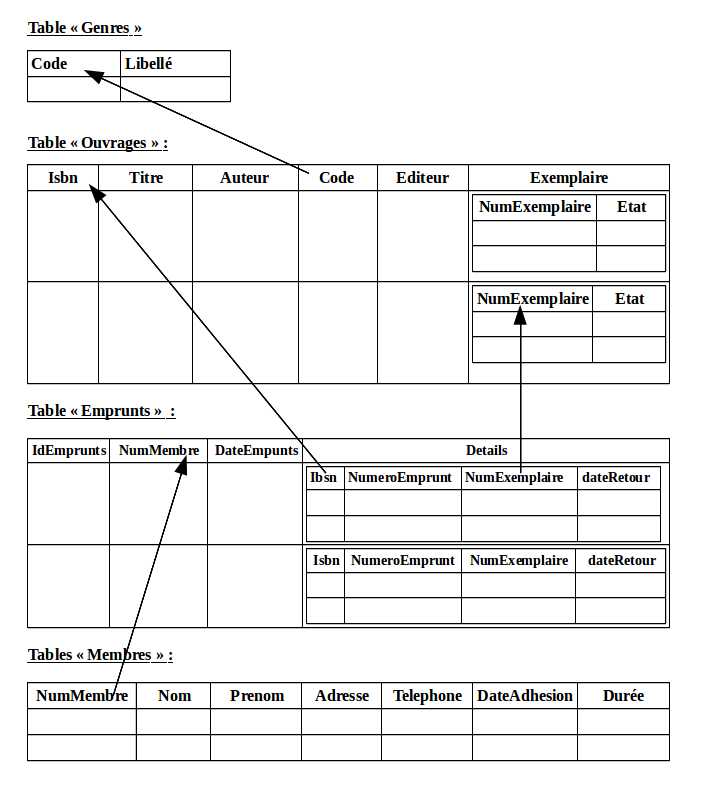 Table « Genres »
Code Libellé
Table « Ouvrages » :
Isbn Titre Auteur Code Editeur Exemplaire
NumExemplaire Etat
NumExemplaire Etat
Table « Emprunts » :
IdEmprunts NumMembre DateEmpunts Details
Ibsn NumeroEmprunt NumExemplaire dateRetour
Isbn NumeroEmprunt NumExemplaire dateRetour
Tables « Membres » :
NumMembre Nom Prenom Adresse Telephone DateAdhesion Durée